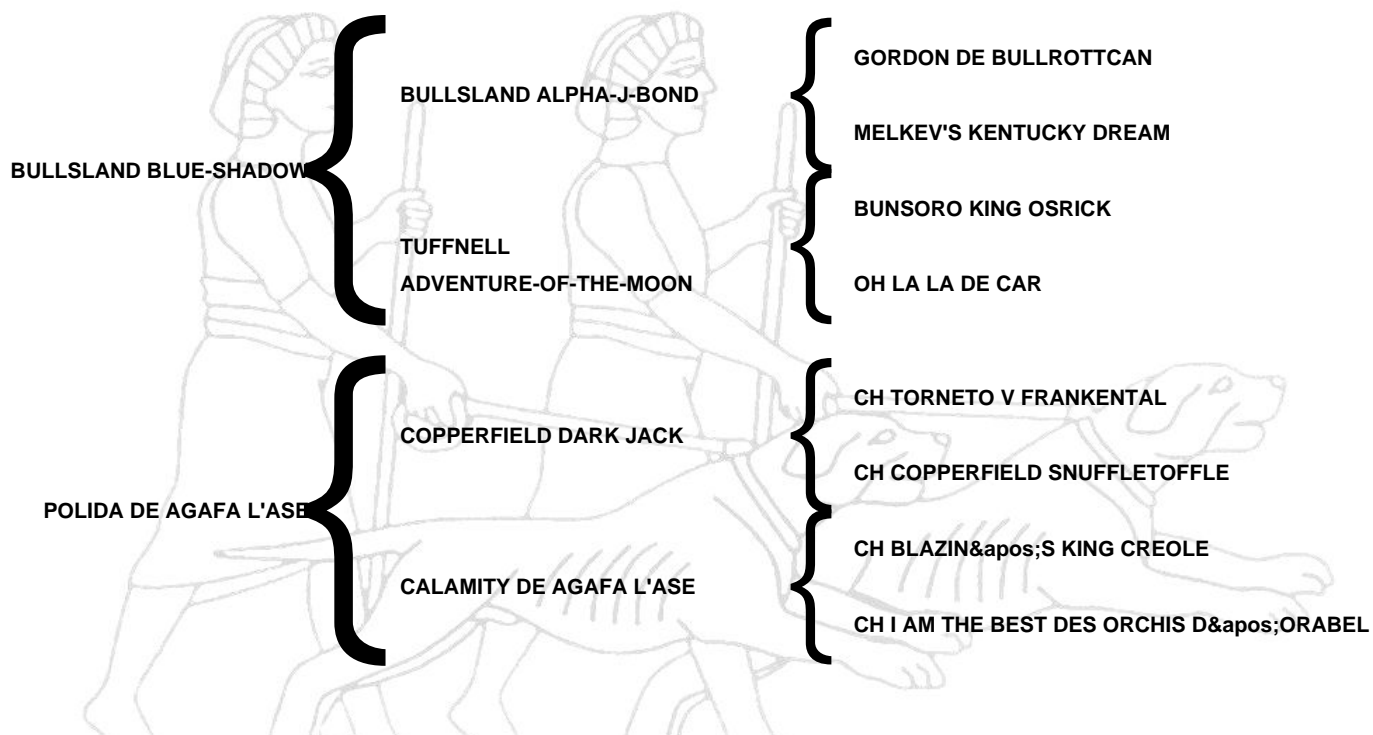 GORDON DE BULLROTTCAN
BULLSLAND ALPHA-J-BOND
MELKEV'S KENTUCKY DREAM
BULLSLAND BLUE-SHADOW
BUNSORO KING OSRICK
TUFFNELL
ADVENTURE-OF-THE-MOON
OH LA LA DE CAR
CH TORNETO V FRANKENTAL
COPPERFIELD DARK JACK
CH COPPERFIELD SNUFFLETOFFLE
POLIDA DE AGAFA L'ASE
CH BLAZIN&apos;S KING CREOLE
CALAMITY DE AGAFA L'ASE
CH I AM THE BEST DES ORCHIS D&apos;ORABEL